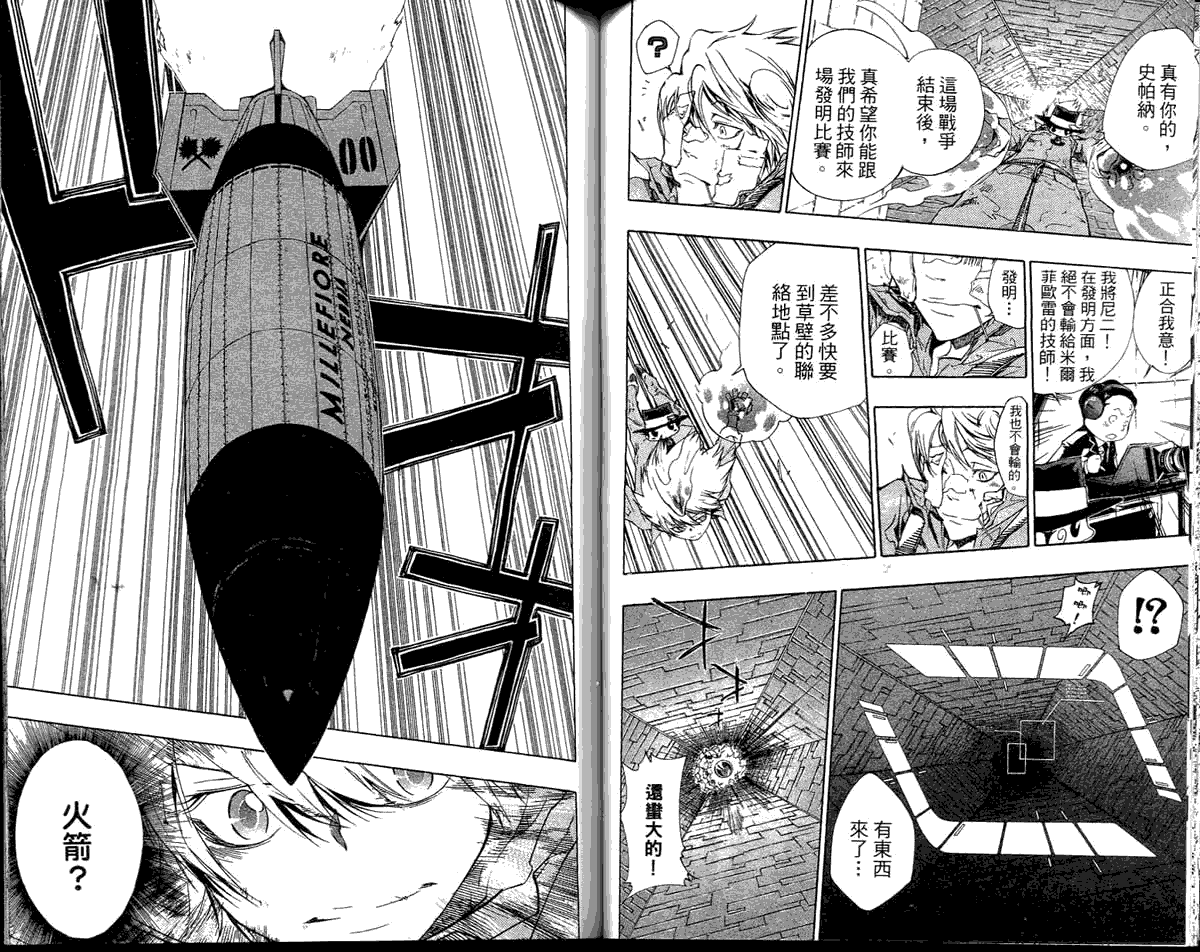 真有你的，
史帕納。
這場戰爭
結束後，
真希望你能跟
我們的技師來
場發明比賽。
？
正合我意！
我將尼二！
在發明方面，我
絕不會輸給米爾
菲歐雷的技師！
發明…
比賽。
我也不會輸的。
差不多快要
到草壁的聯
絡地點了。
!?
嗶嗶！
有東西
來了…
還蠻大的！
00
MILLEFIORE
火箭？